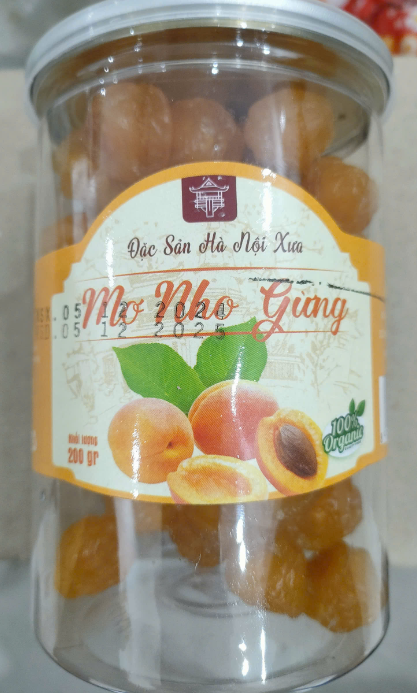 Đặc Sản Hà Nội Xưa
Mơ Nho Gừng
.05 12 2024
.05 12 2025
Khối lượng
200 gr
100%
Organic